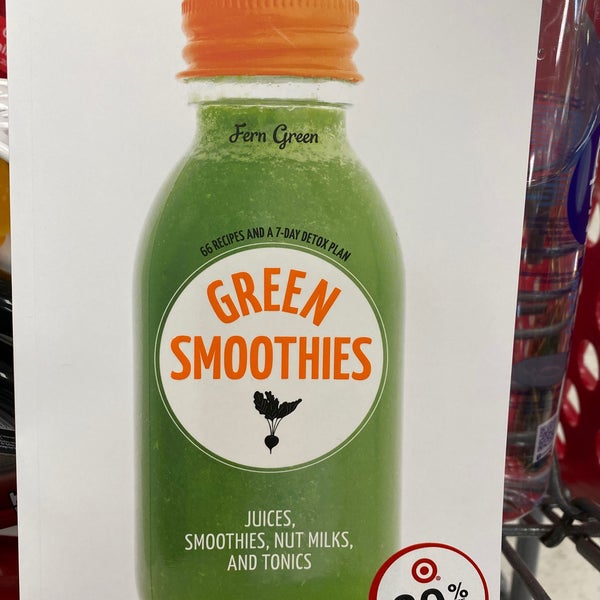 Fern Green
66 RECIPES AND A 7-DAY DETOX PLAN
GREEN
SMOOTHIES
JUICES,
SMOOTHIES, NUT MILKS,
AND TONICS
%